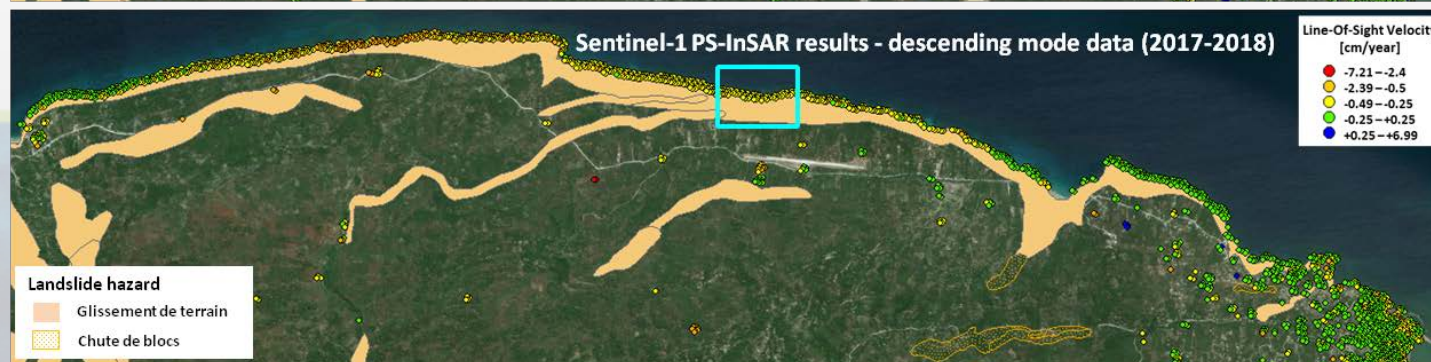 Sentinel-1 PS-InSAR results - descending mode data (2017-2018)
Line-Of-Sight Velocity
[cm/year]
-7.21 – -2.4
-2.39 – -0.5
-0.49 – -0.25
-0.25 – +0.25
+0.25 – +6.99
Landslide hazard
Glissement de terrain
Chute de blocs